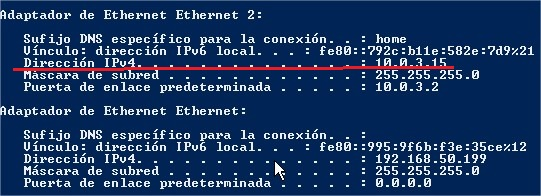 Adaptador de Ethernet Ethernet 2:
Sufijo DNS específico para la conexión. . : home
Vínculo: dirección IPv6 local. . . : fe80::792c:b11e:582e:7d9%21
Dirección IPv4. . . . . . . . . . . . . . : 10.0.3.15
Máscara de subred . . . . . . . . . . . . : 255.255.255.0
Puerta de enlace predeterminada . . . . . : 10.0.3.2
Adaptador de Ethernet Ethernet:
Sufijo DNS específico para la conexión. . :
Vínculo: dirección IPv6 local. . . : fe80::995:9f6b:f3e:35ce%12
Dirección IPv4. . . . . . . . . . . . . . : 192.168.50.199
Máscara de subred . . . . . . . . . . . . : 255.255.255.0
Puerta de enlace predeterminada . . . . . : 0.0.0.0